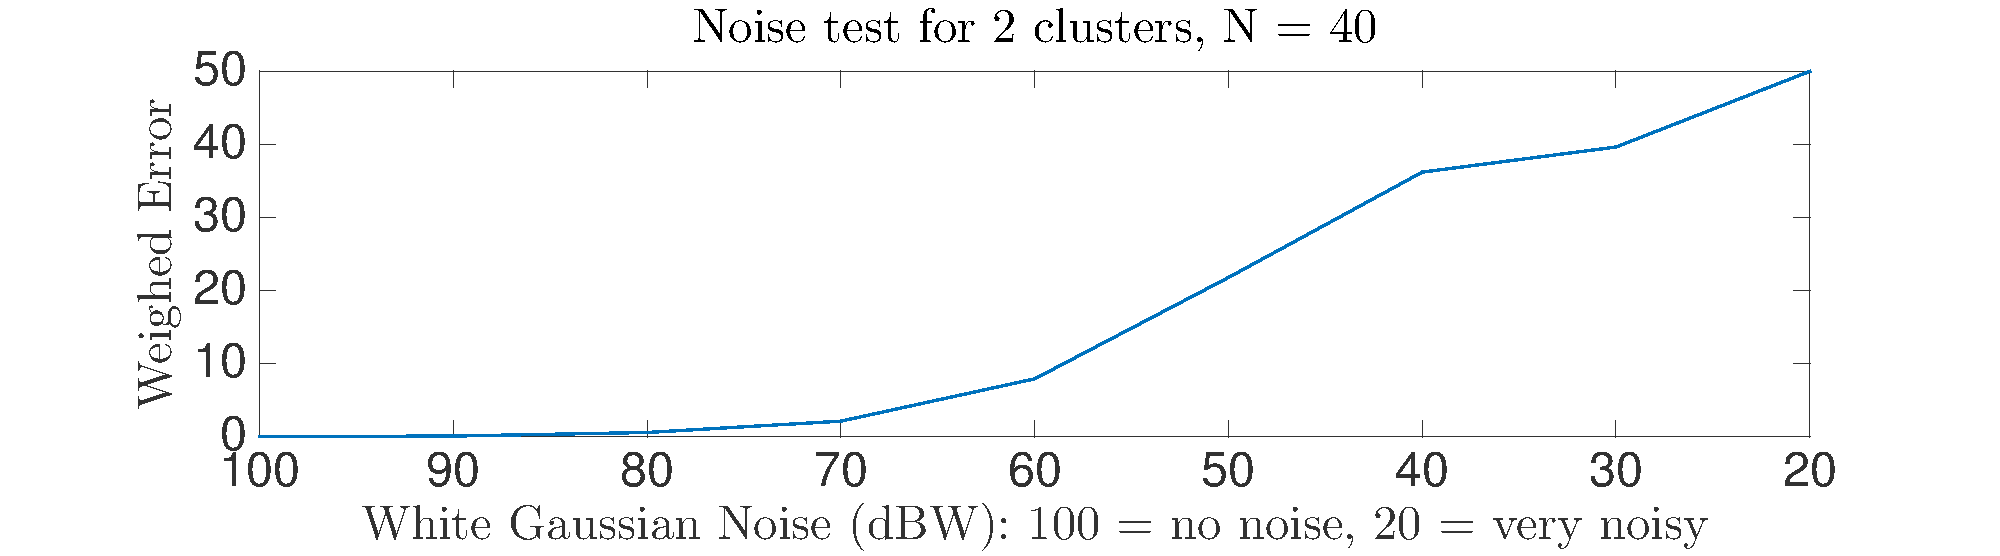 Noise test for 2 clusters, N = 40
50
40
30
20
10
0
Weighed Error
100 90 80 70 60 50 40 30 20
White Gaussian Noise (dBW): 100 = no noise, 20 = very noisy